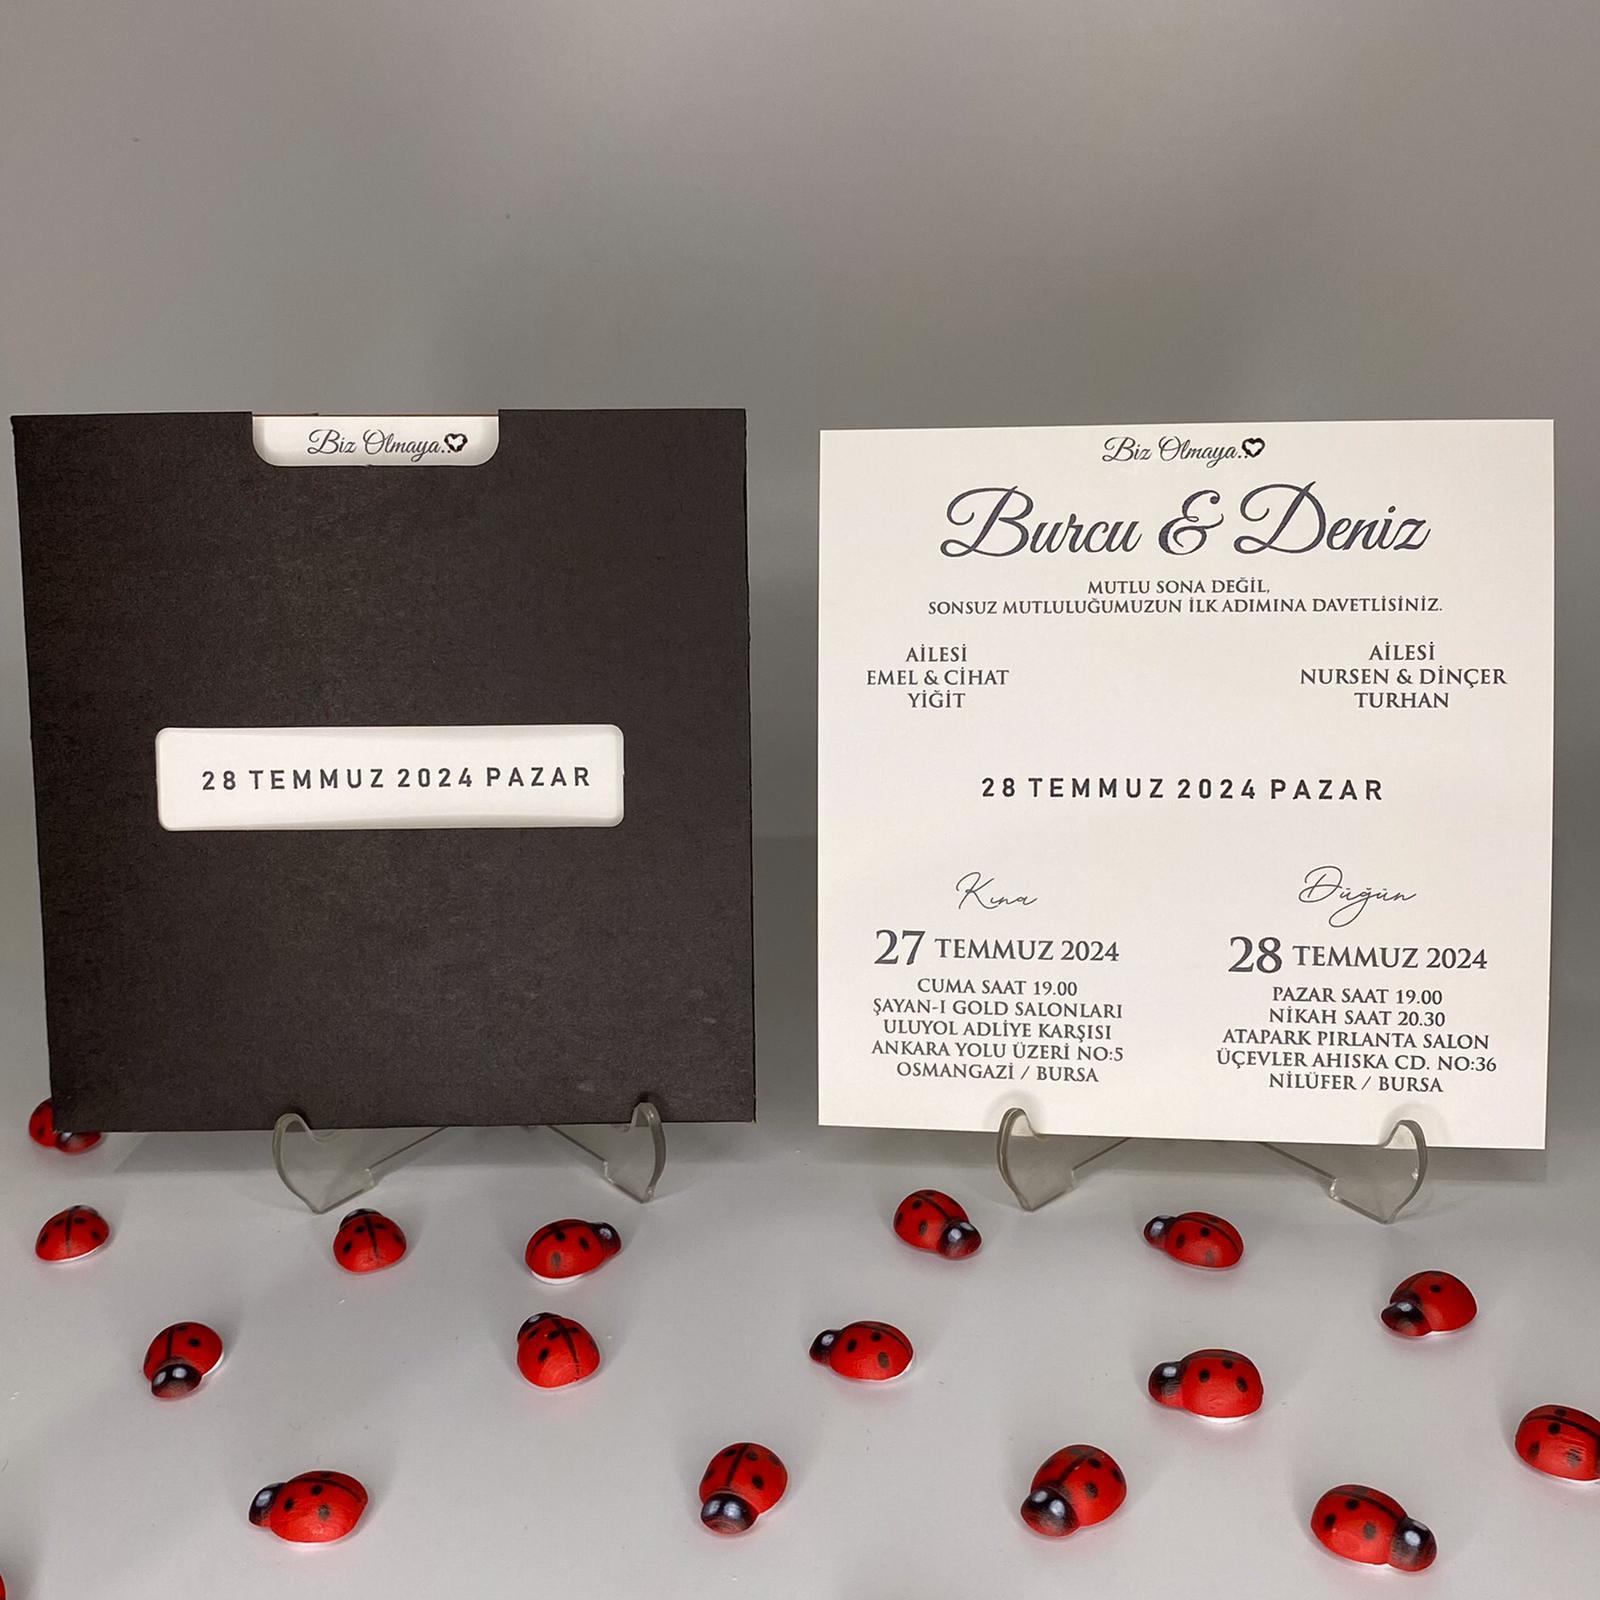 Biz Olmaya..
28 TEMMUZ 2024 PAZAR
Biz Olmaya..
Burcu & Deniz
MUTLU SONA DEĞİL,
SONSUZ MUTLULUĞUMUZUN İLK ADIMINA DAVETLİSİNİZ.
AİLESİ
EMEL & CİHAT
YİĞİT
AİLESİ
NURSEN & DİNÇER
TURHAN
28 TEMMUZ 2024 PAZAR
Kına
27 TEMMUZ 2024
CUMA SAAT 19.00
ŞAYAN-I GOLD SALONLARI
ULUYOL ADLİYE KARŞISI
ANKARA YOLU ÜZERİ NO:5
OSMANGAZİ / BURSA
Düğün
28 TEMMUZ 2024
PAZAR SAAT 19.00
NİKAH SAAT 20.30
ATAPARK PIRLANTA SALON
ÜÇEVLER AHISKA CD. NO:36
NİLÜFER / BURSA